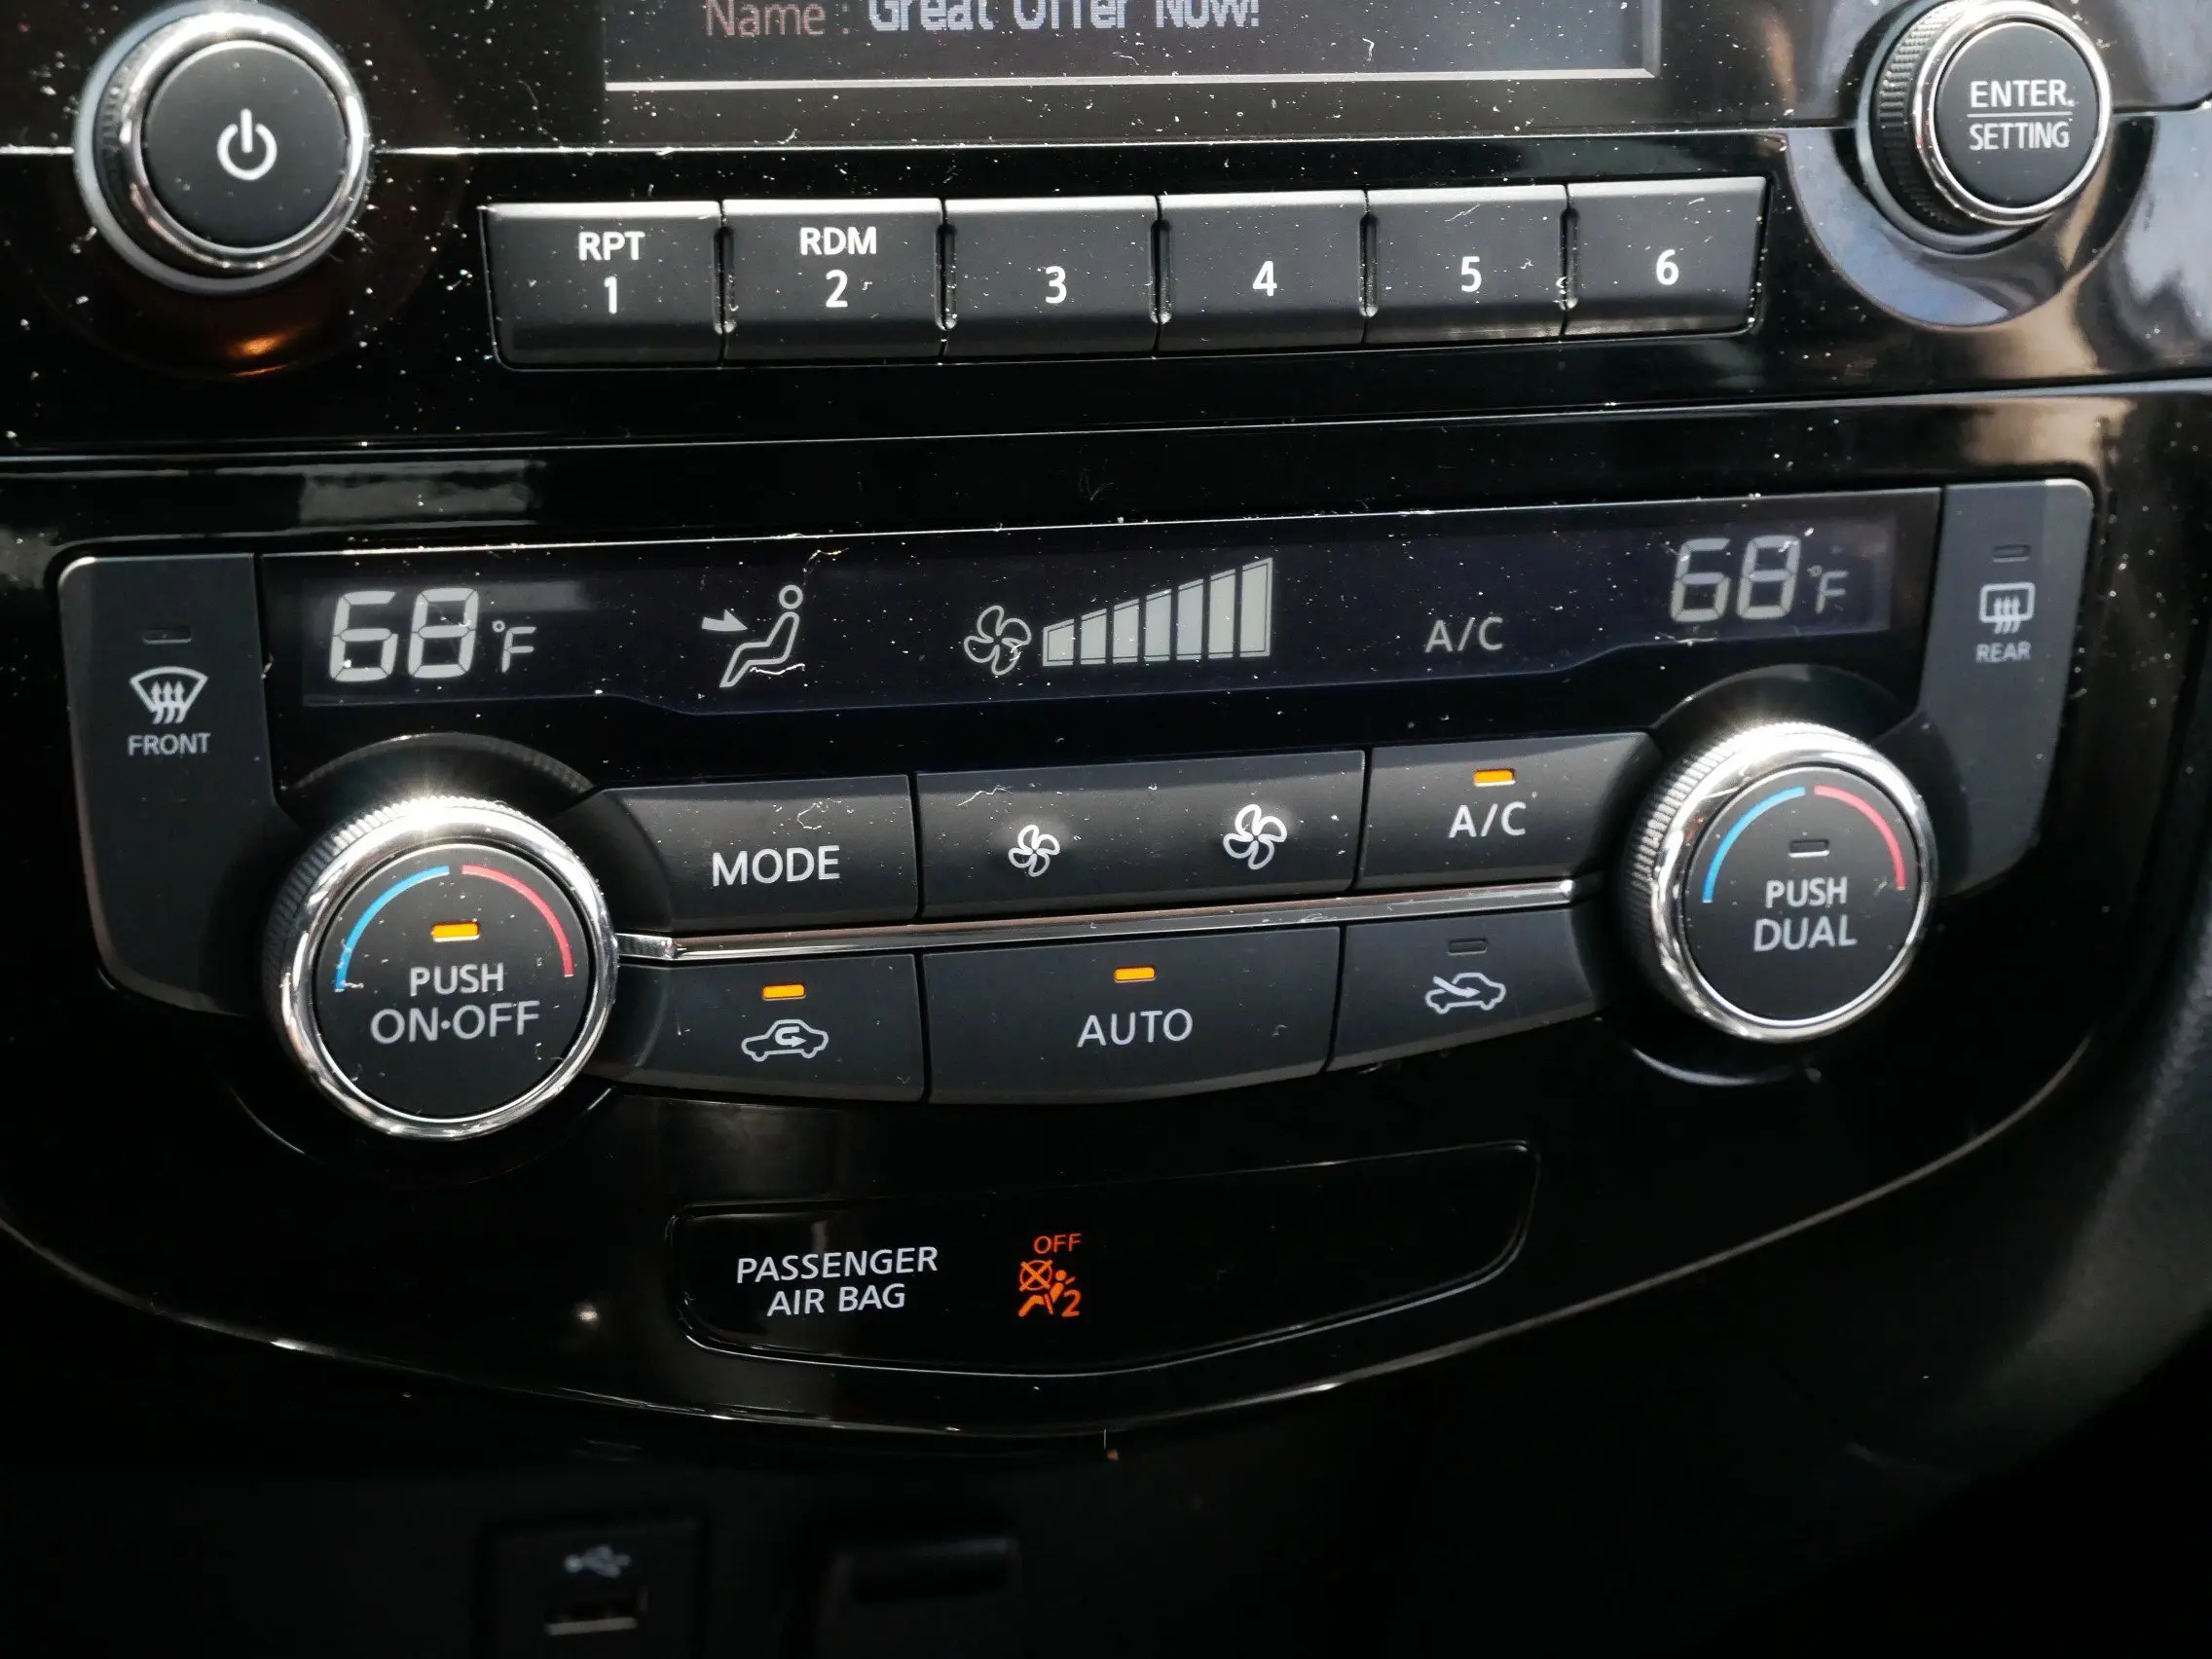 Name : Great Offer Now!
ENTER
SETTING
RPT
1
RDM
2
3
4
5
6
68°F
A/C
68°F
FRONT
REAR
MODE
A/C
PUSH
ON•OFF
AUTO
PUSH
DUAL
PASSENGER
AIR BAG
OFF
2